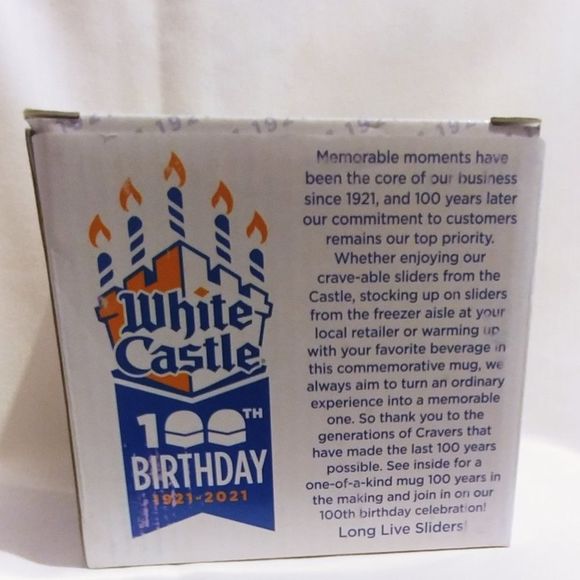 192
192
White
Castle
100TH
BIRTHDAY
1921-2021
Memorable moments have
been the core of our business
since 1921, and 100 years later
our commitment to customers
remains our top priority.
Whether enjoying our
crave-able sliders from the
Castle, stocking up on sliders
from the freezer aisle at your
local retailer or warming up
with your favorite beverage in
this commemorative mug, we
always aim to turn an ordinary
experience into a memorable
one. So thank you to the
generations of Cravers that
have made the last 100 years
possible. See inside for a
one-of-a-kind mug 100 years in
the making and join in on our
100th birthday celebration!
Long Live Sliders!